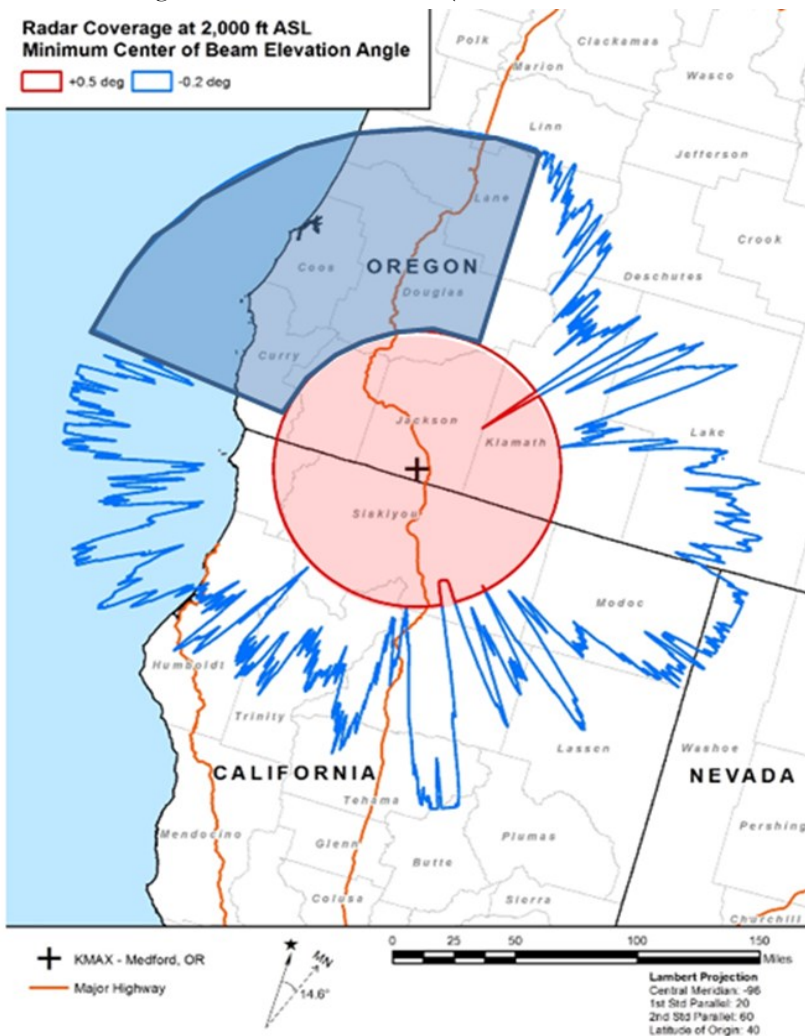 Radar Coverage at 2,000 ft ASL
Minimum Center of Beam Elevation Angle
+0.5 deg
-0.2 deg
Polk
Clackamas
Marion
Wasco
Linn
Jefferson
Lane
Crook
Coos
OREGON
Deschutes
Douglas
Curry
Jackson
Klamath
Lake
Siskiyou
Modoc
Humboldt
Trinity
Lassen
Washoe
CALIFORNIA
NEVADA
Tehama
Pershing
Mendocino
Glenn
Plumas
Butte
Colusa
Sierra
Churchill
KMAX - Medford, OR
Major Highway
MN
14.6°
0 25 50 100 150
Miles
Lambert Projection
Central Meridian: -96
1st Std Parallel: 20
2nd Std Parallel: 60
Latitude of Origin: 40